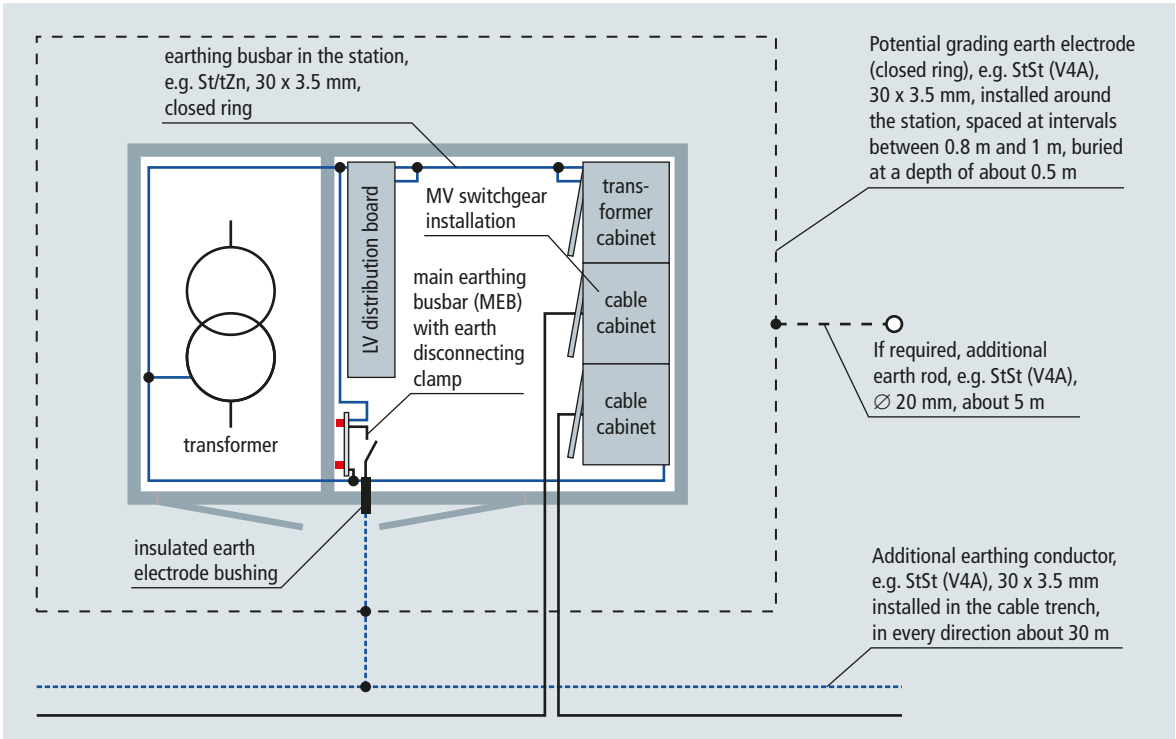 earthing busbar in the station,
e.g. St/tZn, 30 x 3.5 mm,
closed ring
Potential grading earth electrode
(closed ring), e.g. StSt (V4A),
30 x 3.5 mm, installed around
the station, spaced at intervals
between 0.8 m and 1 m, buried
at a depth of about 0.5 m
LV distribution board
MV switchgear
installation
trans-
former
cabinet
main earthing
busbar (MEB)
with earth
disconnecting
clamp
cable
cabinet
cable
cabinet
transformer
If required, additional
earth rod, e.g. StSt (V4A),
∅ 20 mm, about 5 m
insulated earth
electrode bushing
Additional earthing conductor,
e.g. StSt (V4A), 30 x 3.5 mm
installed in the cable trench,
in every direction about 30 m